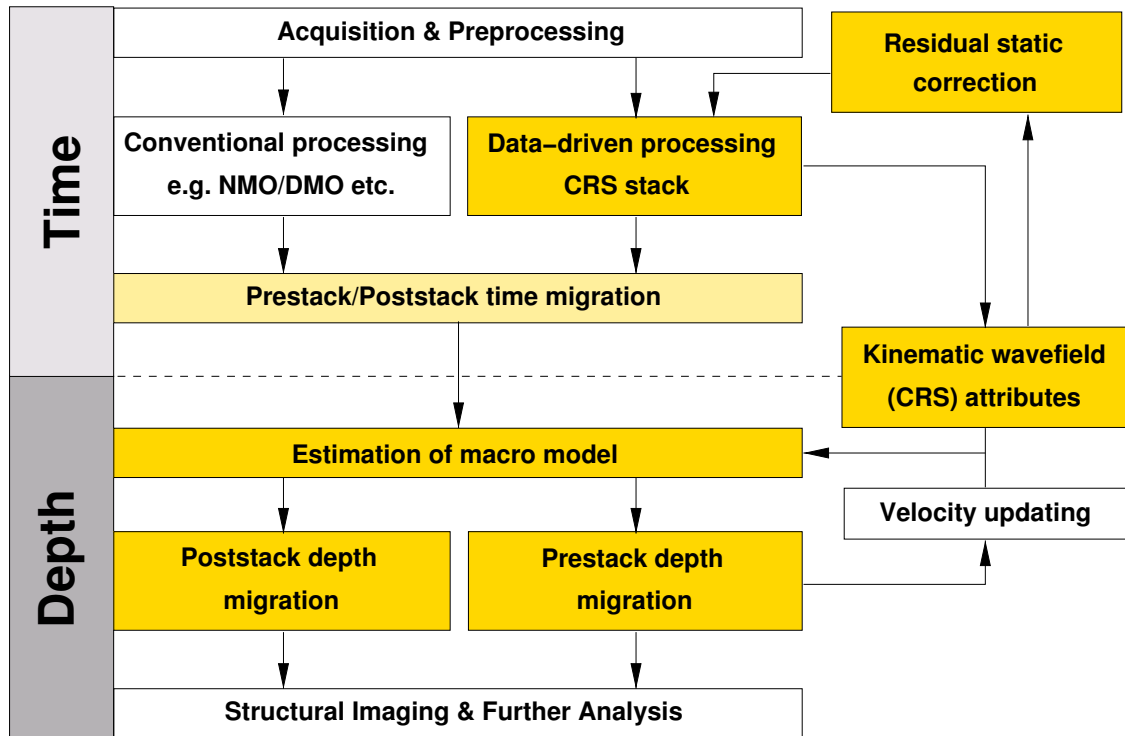 Time
Acquisition & Preprocessing
Residual static
correction
Conventional processing
e.g. NMO/DMO etc.
Data−driven processing
CRS stack
Prestack/Poststack time migration
Kinematic wavefield
(CRS) attributes
Depth
Estimation of macro model
Velocity updating
Poststack depth
migration
Prestack depth
migration
Structural Imaging & Further Analysis